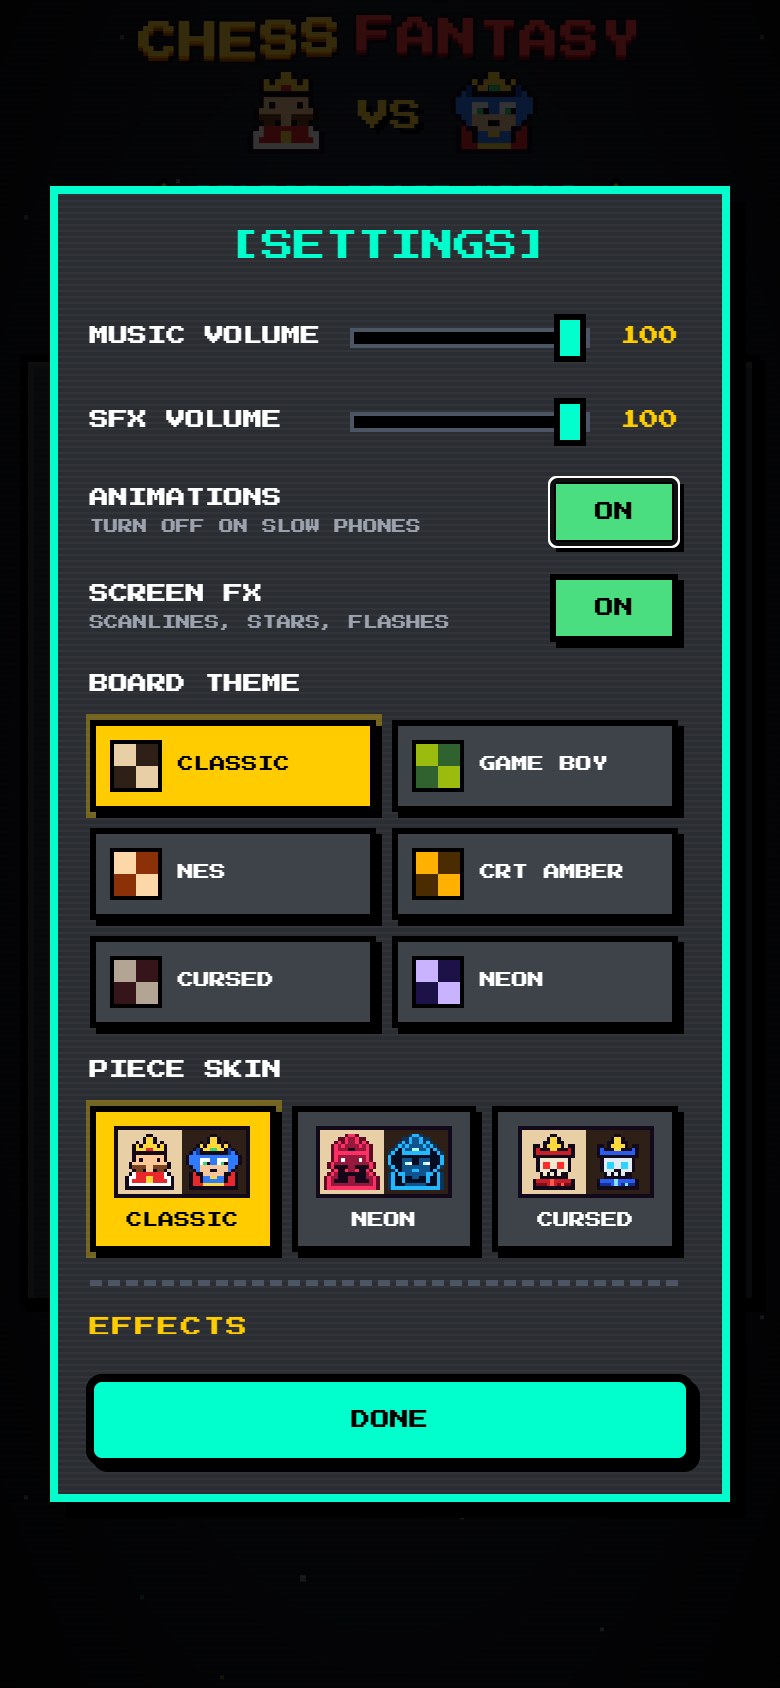 CHESS FANTASY
VS
[SETTINGS]
MUSIC VOLUME 100
SFX VOLUME 100
ANIMATIONS
TURN OFF ON SLOW PHONES
ON
SCREEN FX
SCANLINES, STARS, FLASHES
ON
BOARD THEME
CLASSIC
GAME BOY
NES
CRT AMBER
CURSED
NEON
PIECE SKIN
CLASSIC
NEON
CURSED
EFFECTS
DONE